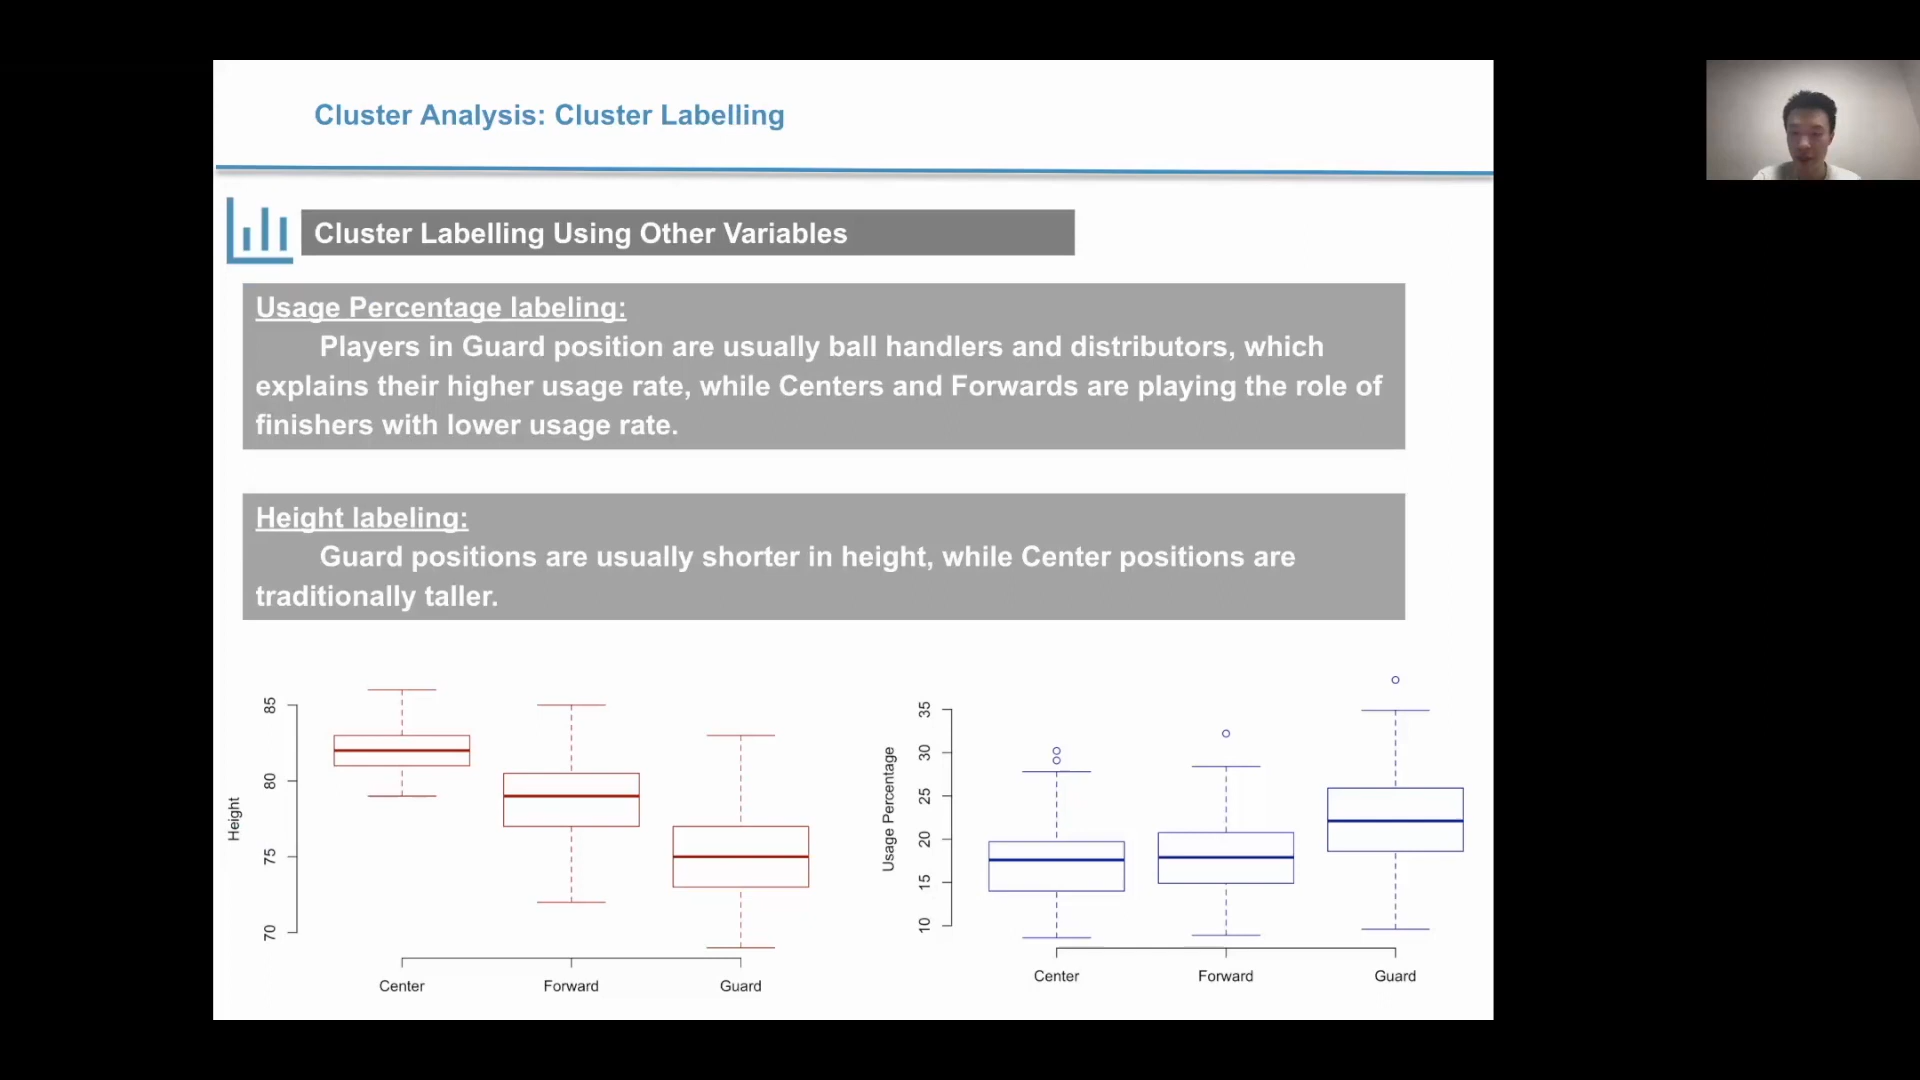 Cluster Analysis: Cluster Labelling
Cluster Labelling Using Other Variables
Usage Percentage labeling:
Players in Guard position are usually ball handlers and distributors, which
explains their higher usage rate, while Centers and Forwards are playing the role of
finishers with lower usage rate.
Height labeling:
Guard positions are usually shorter in height, while Center positions are
traditionally taller.
Height
85
80
75
70
Center Forward Guard
Usage Percentage
35
30
25
20
15
10
Center Forward Guard